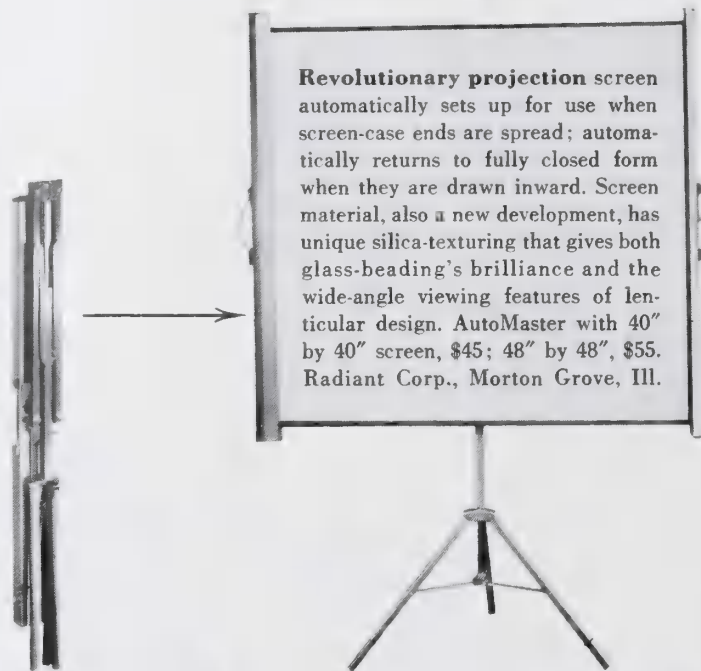 Revolutionary projection screen
automatically sets up for use when
screen-case ends are spread; automa-
tically returns to fully closed form
when they are drawn inward. Screen
material, also a new development, has
unique silica-texturing that gives both
glass-beading's brilliance and the
wide-angle viewing features of len-
ticular design. AutoMaster with 40″
by 40″ screen, $45; 48″ by 48″, $55.
Radiant Corp., Morton Grove, Ill.